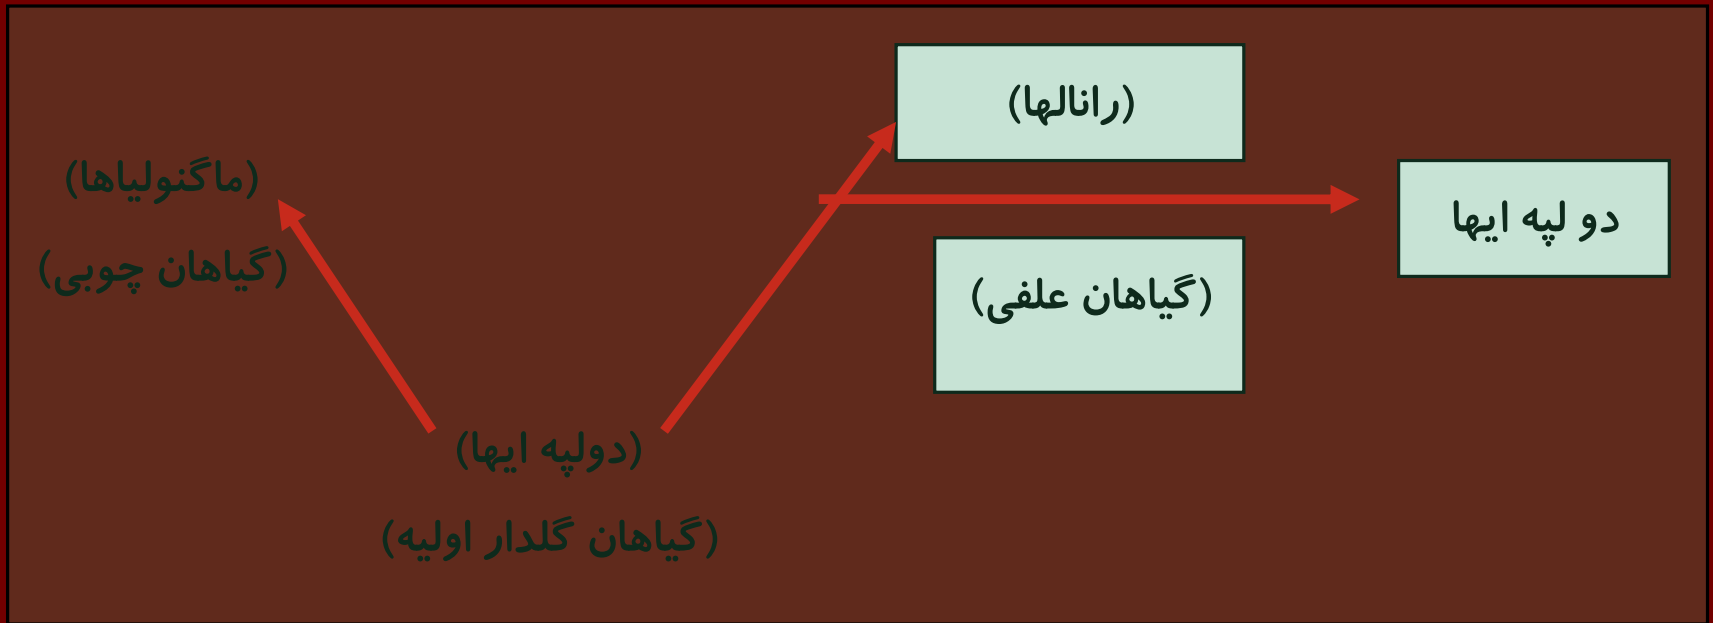 (رانالها)
(ماگنولیاها)
دو لپه ایها
(گیاهان چوبی)
(گیاهان علفی)
(دولپه ایها)
(گیاهان گلدار اولیه)